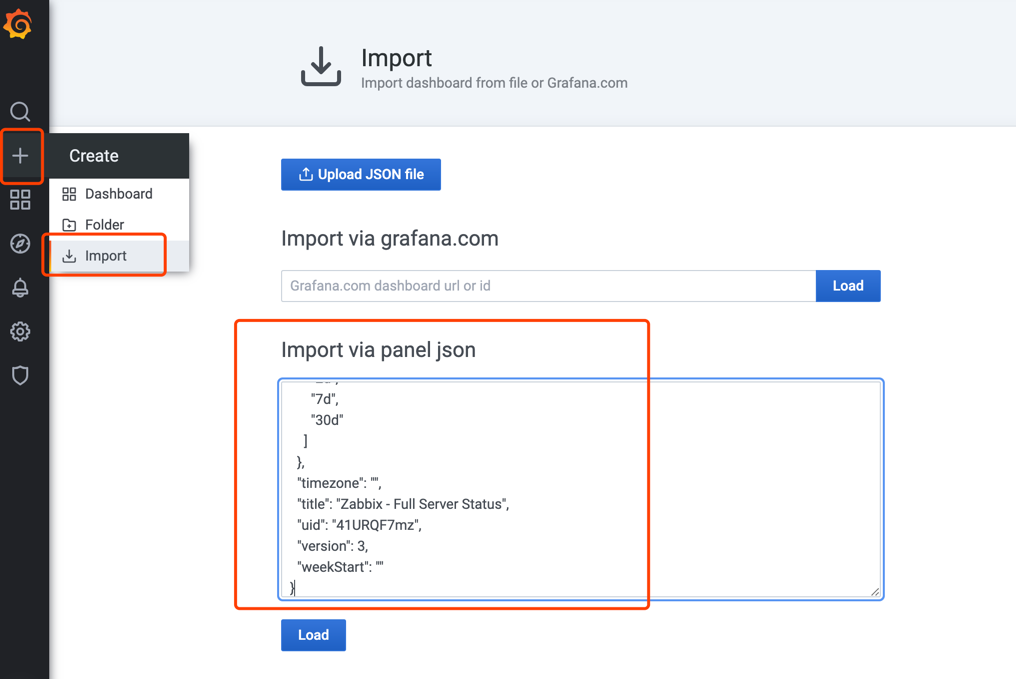 Import
Import dashboard from file or Grafana.com
Create
Dashboard
Folder
Import
Upload JSON file
Import via grafana.com
Grafana.com dashboard url or id
Load
Import via panel json
"7d",
"30d"
]
},
"timezone": "",
"title": "Zabbix - Full Server Status",
"uid": "41URQF7mz",
"version": 3,
"weekStart": ""
}
Load